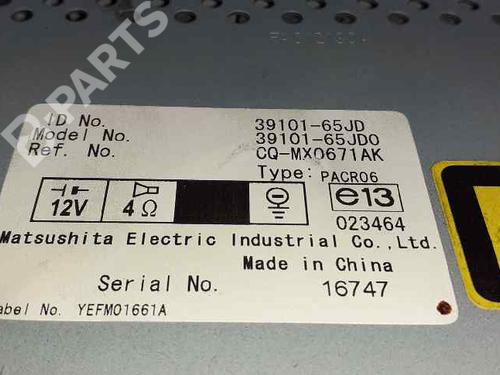 D-PARTS
ID No. 39101-65JD
Model No. 39101-65JD0
Ref. No. CQ-MX0671AK
Type: PACR06
12V 4Ω e13
023464
Matsushita Electric Industrial Co.,Ltd.
Made in China
Serial No. 16747
abel No. YEFM01661A